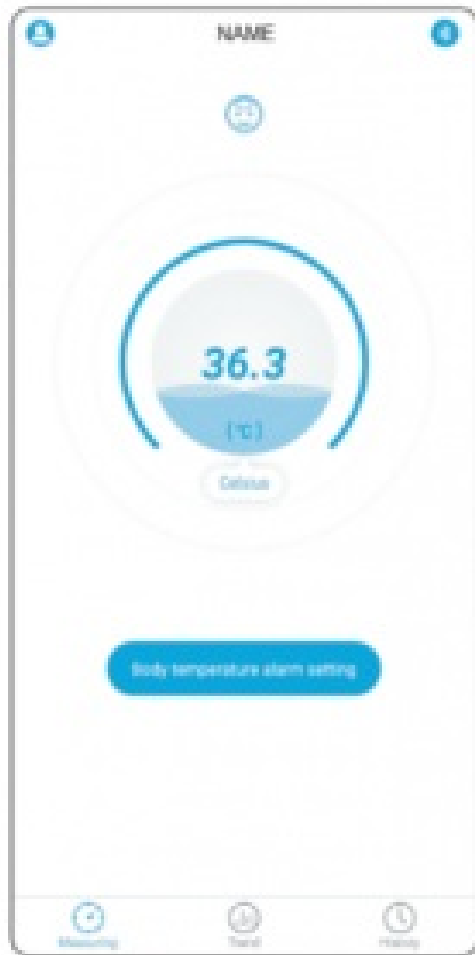 NAME
36.3
(℃)
Celsius
Body temperature alarm setting
Measuring
Trend
History